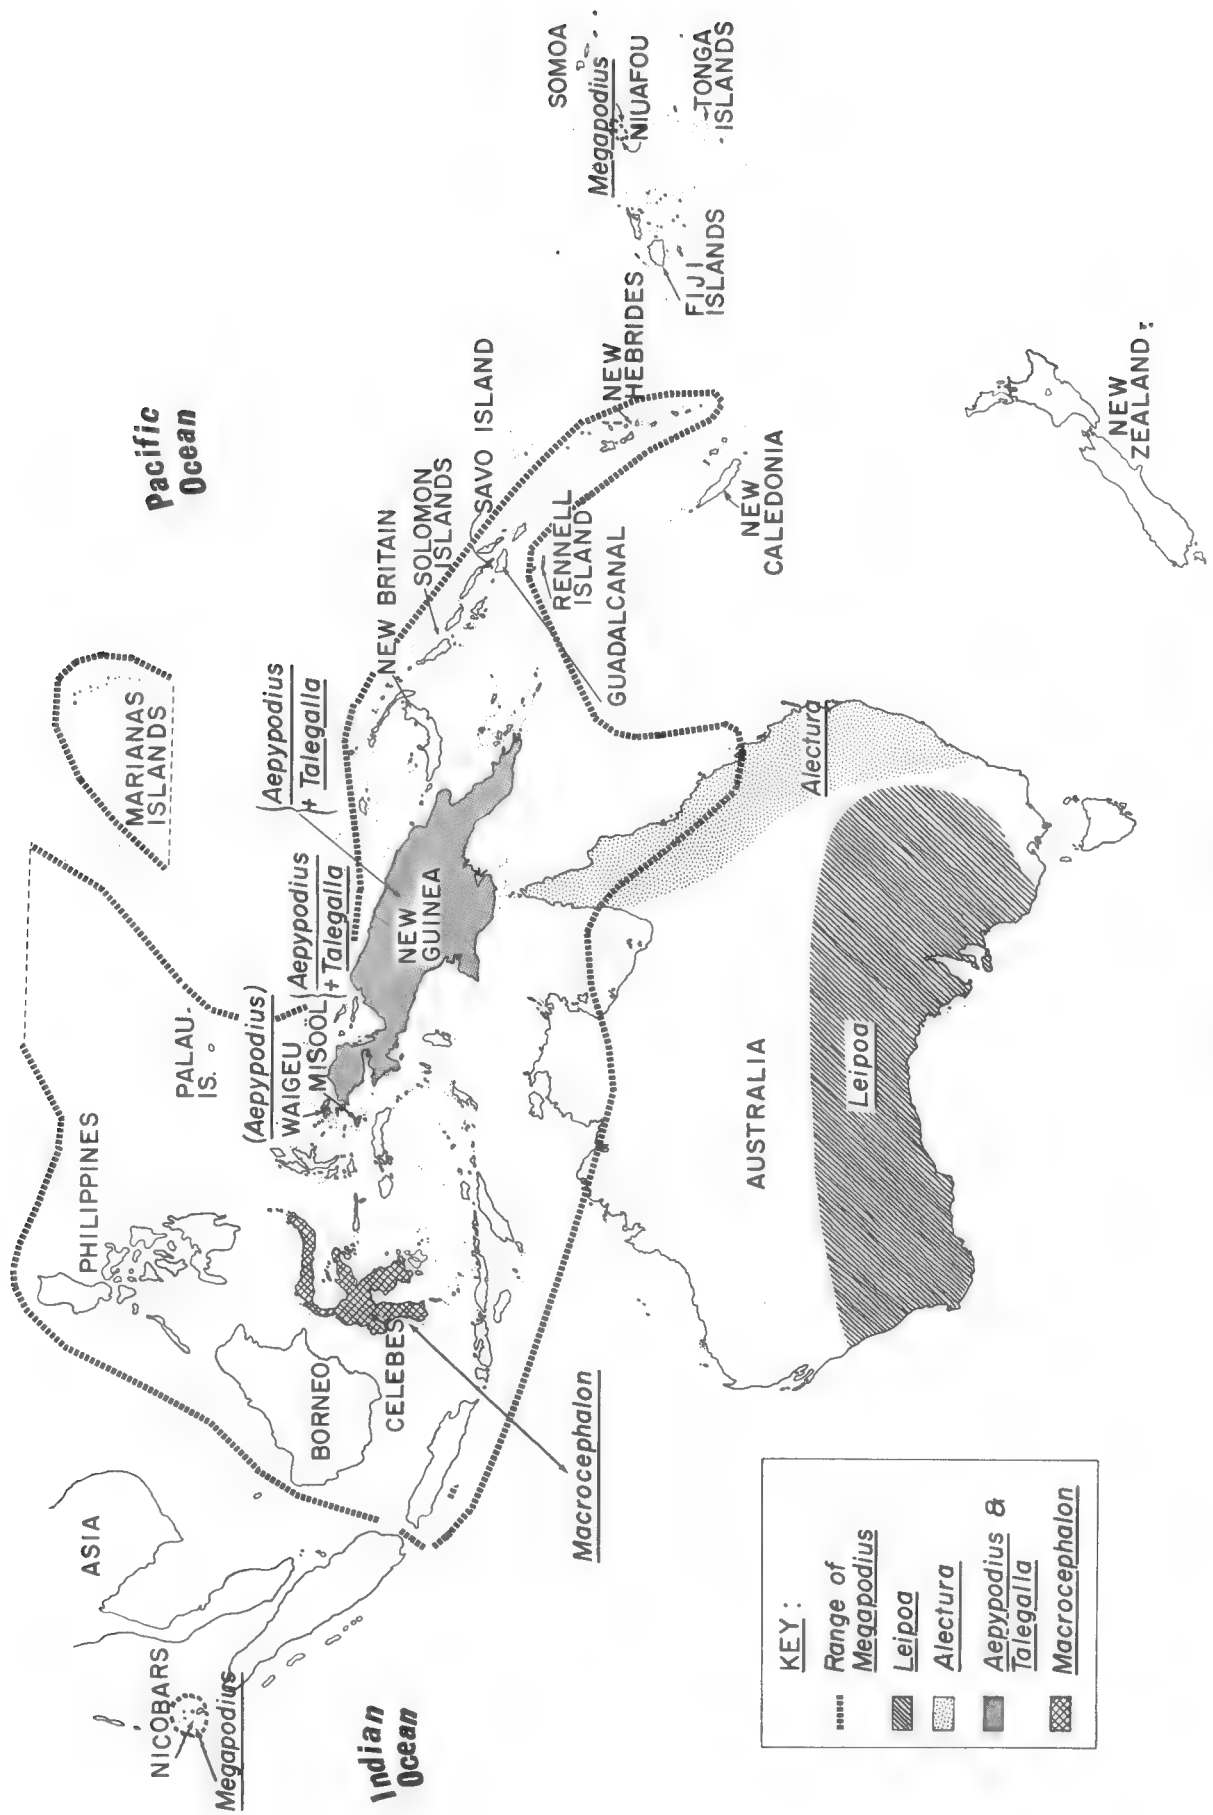 ASIA
NICOBARS
Megapodius
Indian
Ocean
PHILIPPINES
BORNEO
CELEBES
Macrocephalon
PALAU
IS.
(Aepypodius)
WAIGEU
MISOÖL
(Aepypodius
+ Talegalla)
(Aepypodius
+ Talegalla)
MARIANAS
ISLANDS
Pacific
Ocean
NEW
GUINEA
NEW BRITAIN
SOLOMON
ISLANDS
SAVO ISLAND
RENNELL
ISLAND
GUADALCANAL
NEW
HEBRIDES
NEW
CALEDONIA
FIJI
ISLANDS
SOMOA
Megapodius
NIUAFOU
TONGA
ISLANDS
NEW
ZEALAND
AUSTRALIA
Alectura
Leipoa
KEY:
Range of
Megapodius
Leipoa
Alectura
Aepypodius &
Talegalla
Macrocephalon